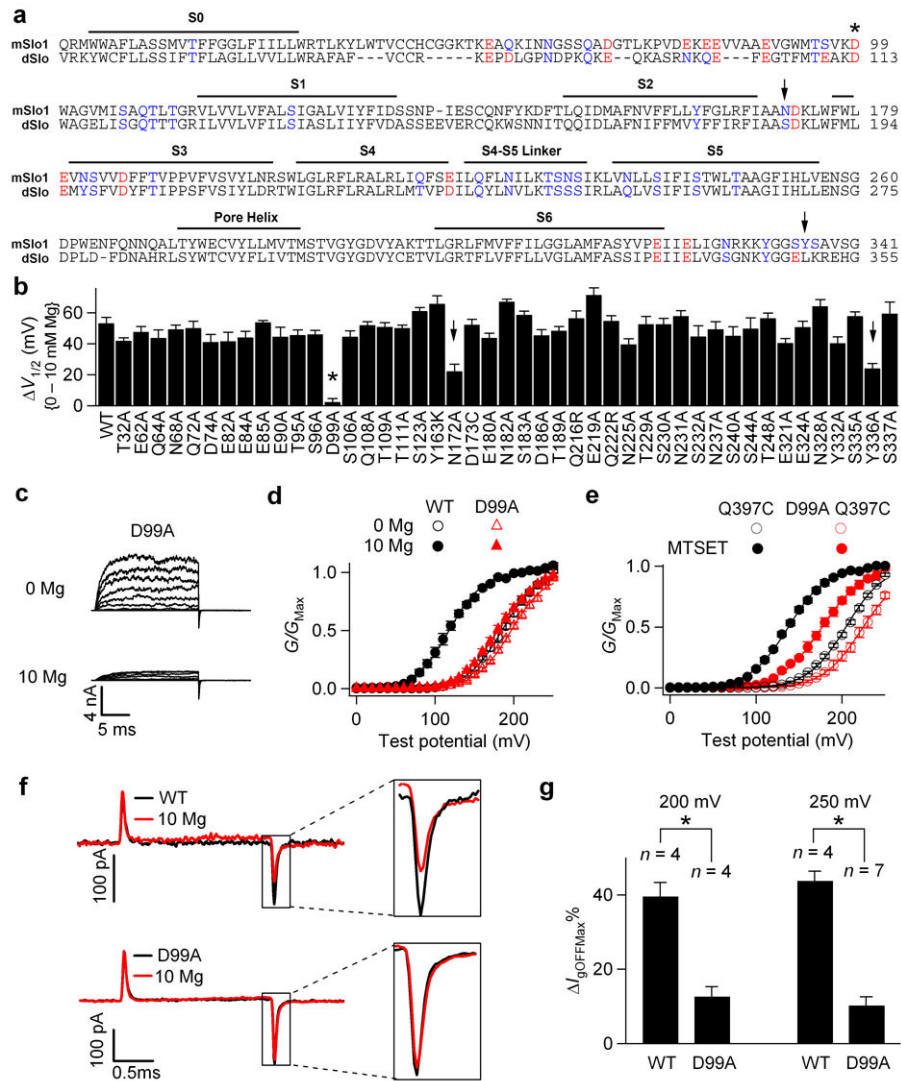 a
S0
*
mSlo1 QRMWWAFLASSMVTFFGGLFIILLWRTLKYLWTVCCHCGGKTKEAQKINNGSSQADGTLKPVDEKEEVVAAEVGWMTSVKD 99
dSlo CRWWYFLLSSIVTFLGGLLVVLLWRAFAF---VCC------
S1
S2
mSlo1 WAGVMISAQTLTGRVLVVLVFALSIGALVIYFIDSSNP-IESCQNFYKDFTLQIDMAFNVFFLLYFGLRFIAANDKLWFWL 179
dSlo WAGELISGQTTTGRILVVLVFILSIASLIIYFVDASSEEVERCQKWSNNITQQIDLAFNIFFMVYFFIRFIAASDKLWFML 194
S3
S4
S4-S5 Linker
S5
mSlo1 EVNSVVDFFTVPPVFVSVYLNRSWLGLRFLRALRLIQFSEILQFLNILKTSNSIKLVNLLSIFISTWLTAAGFIHLVENSG 260
dSlo EMYSFVDYFTIPPSFVSIYLDRTWIGLRFLRALRLMTVPDILQYLNVLKTSSSIRLAQLVSIFISVWLTAAGIIHLLENSG 275
Pore Helix
S6
mSlo1 DPWENFQNNQALTYWECVYLLMVTMSTVGYGDVYAKTTLGRLFMVFFILGGLAMFASYVPEIIELIGNRKKYGGSYSAVSG 341
dSlo DPLD-FDNAHRLSYWTCVYFLIVTMSTVGYGDVYCETVLGRTFLVFFLLVGLAMFASSIPEIIELVGSGNKYGGELKREHG 355
b
ΔV1/2 (mV)
{0 – 10 mM Mg}
60
40
20
0
*
WT T32A E62A Q64A N68A Q72A D74A E82A E84A E85A E90A T95A S96A D99A S106A Q108A T109A T111A S123A Y163K N172A D173C E180A N182A S183A D186A T189A Q216R E219A Q222R N225A T229A S230A N231A S232A N237A S240A S244A T248A E321A E324A N328A Y332A S335A Y336A S337A
c
D99A
0 Mg
10 Mg
4 nA
5 ms
d
WT D99A
0 Mg
10 Mg
G/GMax
1.0
0.5
0.0
0 100 200
Test potential (mV)
e
Q397C D99A Q397C
MTSET
G/GMax
1.0
0.5
0.0
0 100 200
Test potential (mV)
f
WT
10 Mg
100 pA
D99A
10 Mg
100 pA
0.5ms
g
200 mV 250 mV
* *
n = 4 n = 4 n = 4 n = 7
ΔIgOFFMax%
40
20
0
WT D99A WT D99A